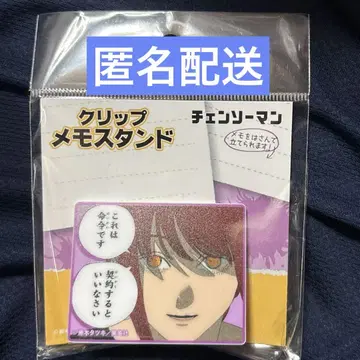 匿名配送
クリップ
メモスタンド
チェンソーマン
メモをはさんで
立てられます!
これは
命令です
契約すると
いいなさい